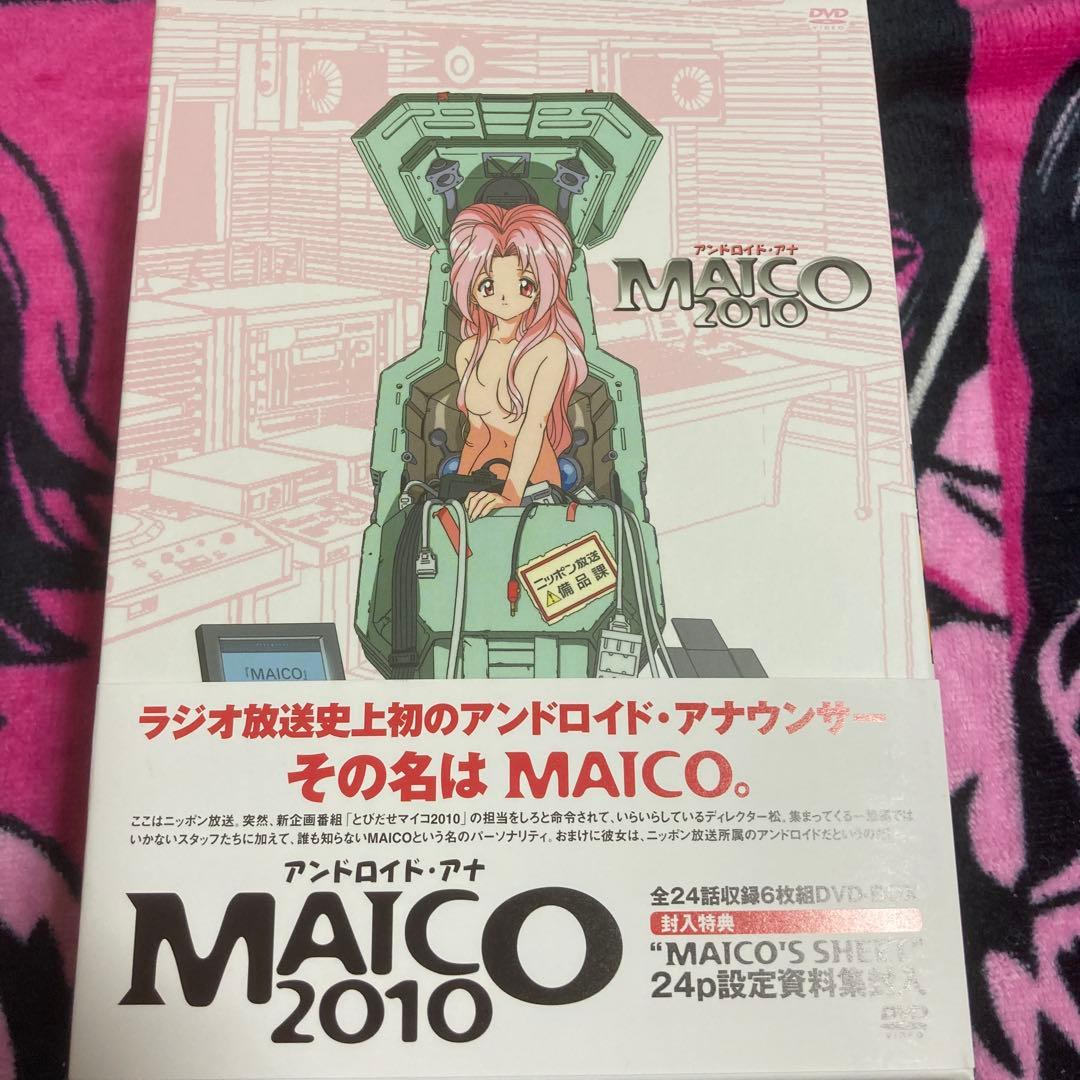 DVD
VIDEO
アンドロイド・アナ
MAICO
2010
ニッポン放送
⚠備品課
『MAICO』
ラジオ放送史上初のアンドロイド・アナウンサー
その名は MAICO。
ここはニッポン放送。突然、新企画番組「とびだせマイコ2010」の担当をしろと命令されて、いらいらしているディレクター松。集まってくる一筋縄では
いかないスタッフたちに加えて、誰も知らないMAICOという名のパーソナリティ。おまけに彼女は、ニッポン放送所属のアンドロイドだという
アンドロイド・アナ
MAICO
2010
全24話収録6枚組DVD-BOX
封入特典
“MAICO'S SHEET”
24p設定資料集封入
DVD
VIDEO